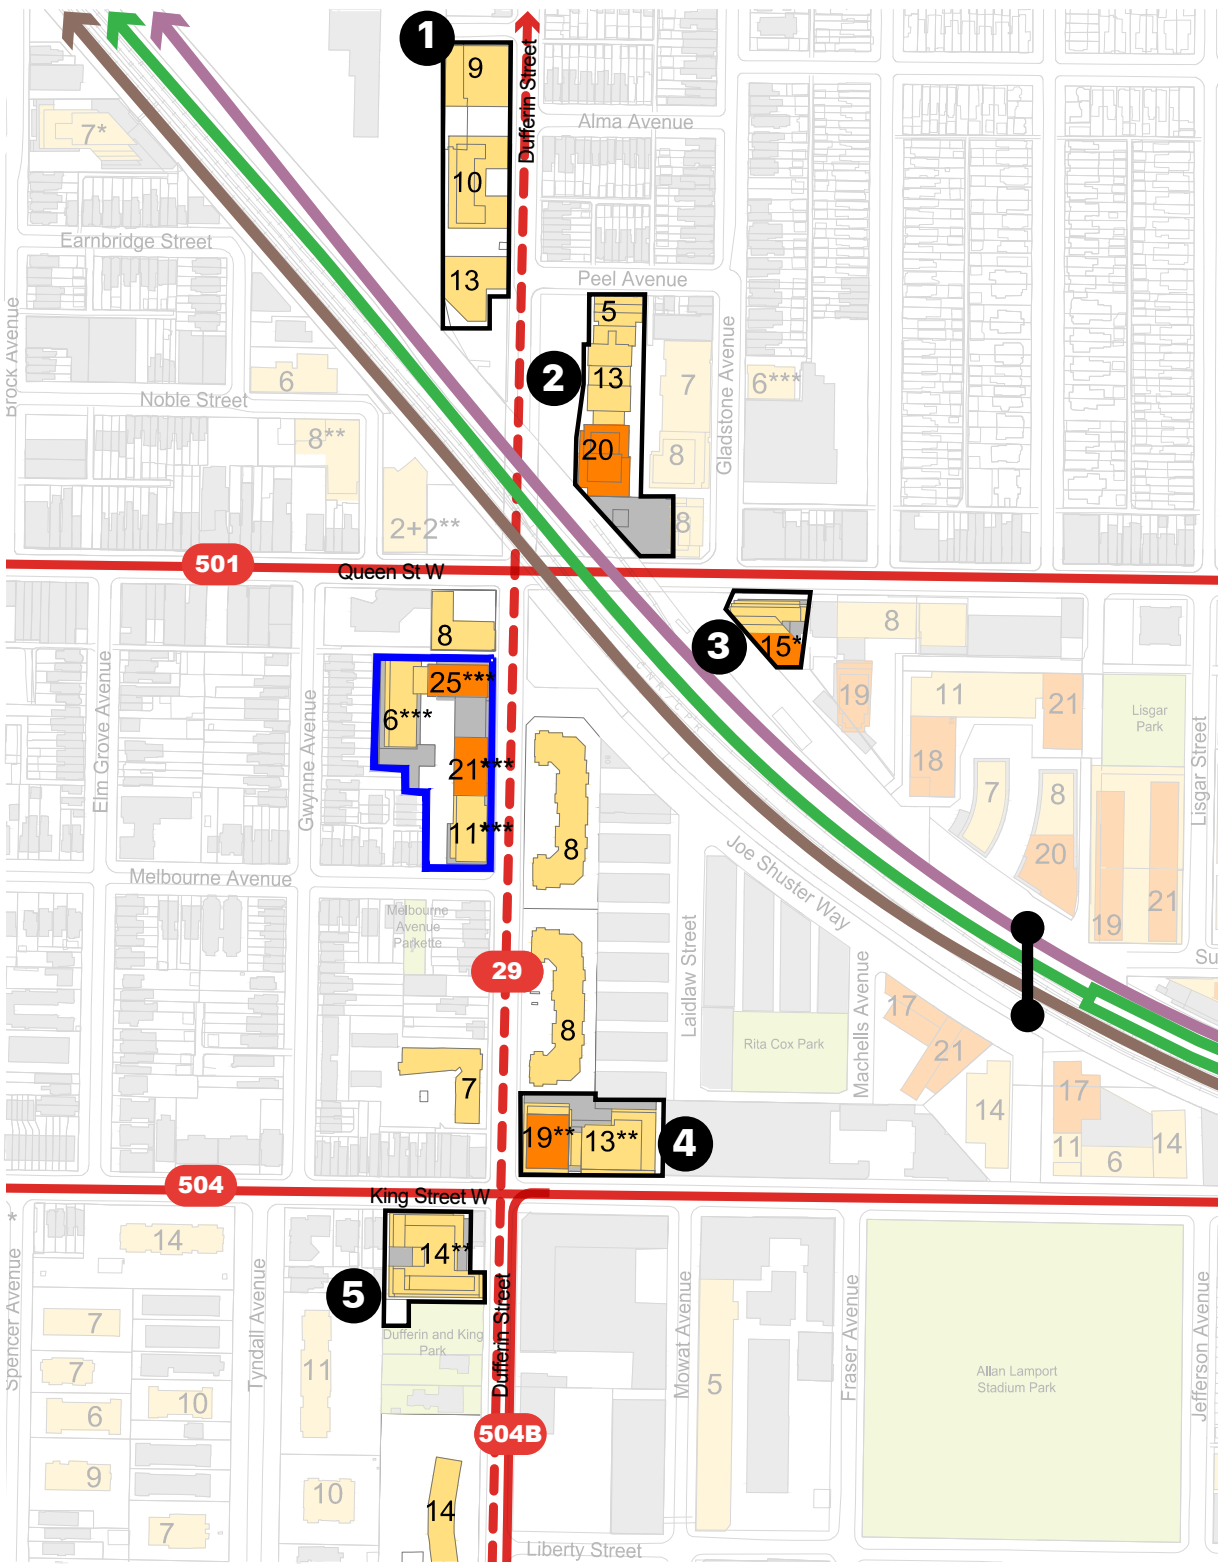 1
9
Dufferin Street
7*
Alma Avenue
10
Earnbridge Street
13
Peel Avenue
5
Brock Avenue
Gladstone Avenue
2
13
7
6***
6
Noble Street
8**
20
8
2+2**
8
501
Queen St W
8
3
15*
8
25***
6***
19
11
21
Lisgar
Park
Elm Grove Avenue
Gwynne Avenue
21***
18
7
8
Lisgar Street
11***
8
20
Joe Shuster Way
Melbourne Avenue
Melbourne
Avenue
Parkette
19
21
29
Laidlaw Street
Su
Machells Avenue
17
8
Rita Cox Park
21
7
17
14
19**
13**
4
11
6
14
504
King Street W
Spencer Avenue *
14
14**
5
Tyndall Avenue
Dufferin Street
Mowat Avenue
Fraser Avenue
Jefferson Avenue
7
Dufferin and King
Park
7
11
10
5
Allan Lamport
Stadium Park
6
504B
9
10
14
7
Liberty Street